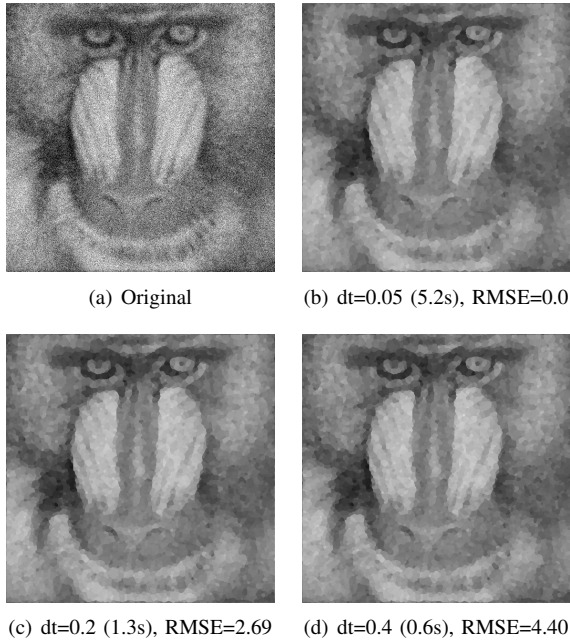 (a) Original
(b) dt=0.05 (5.2s), RMSE=0.0
(c) dt=0.2 (1.3s), RMSE=2.69
(d) dt=0.4 (0.6s), RMSE=4.40